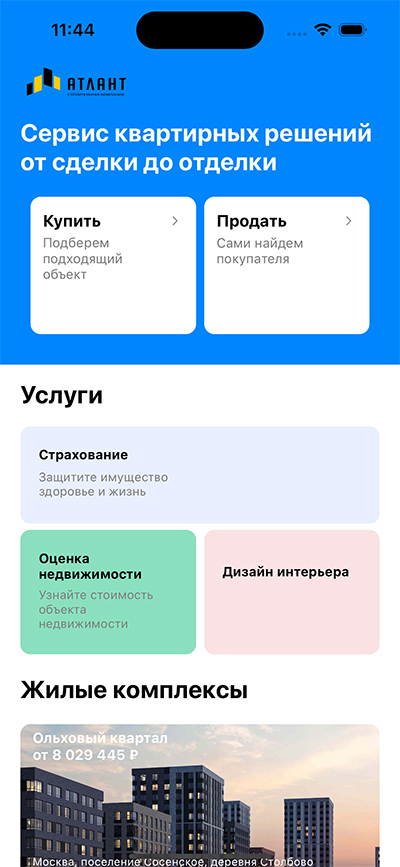 11:44
АТЛАНТ
СТРОИТЕЛЬНАЯ КОМПАНИЯ
Сервис квартирных решений
от сделки до отделки
Купить
Подберем
подходящий
объект
Продать
Сами найдем
покупателя
Услуги
Страхование
Защитите имущество
здоровье и жизнь
Оценка
недвижимости
Узнайте стоимость
объекта
недвижимости
Дизайн интерьера
Жилые комплексы
Ольховый квартал
от 8 029 445 ₽
Москва, поселение Сосенское, деревня Столбово